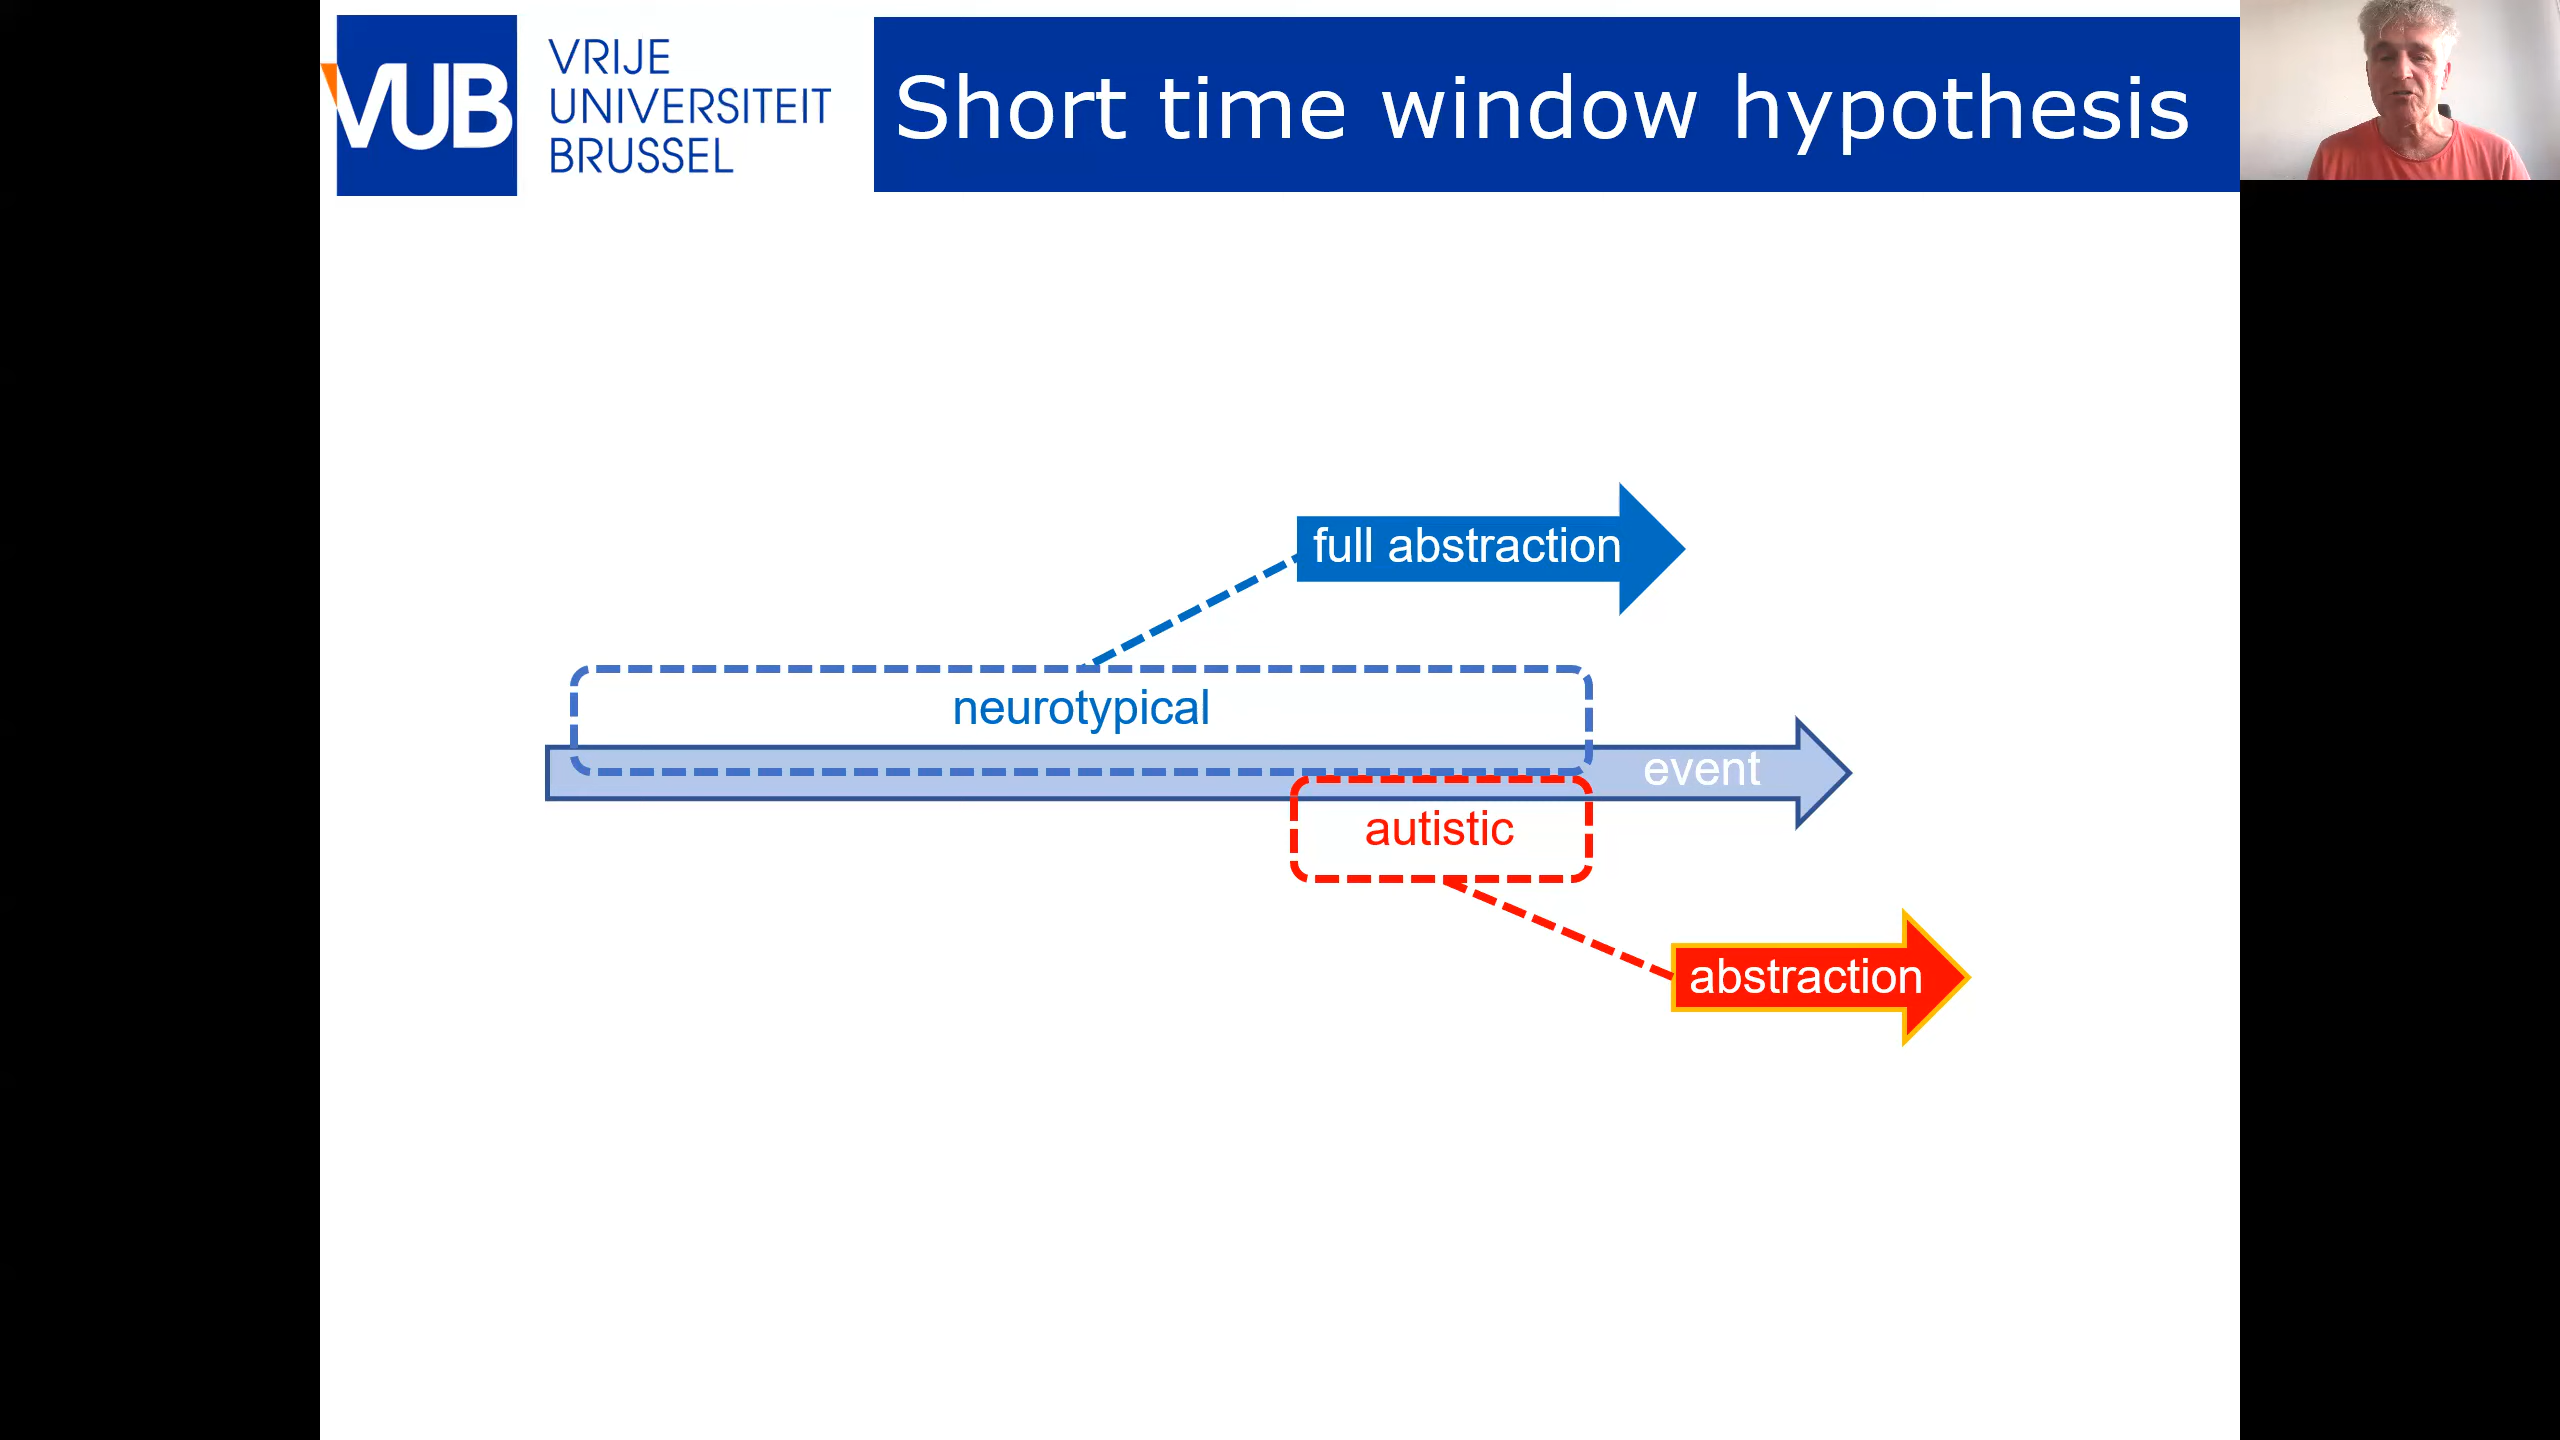 VUB
VRIJE
UNIVERSITEIT
BRUSSEL
Short time window hypothesis
full abstraction
neurotypical
event
autistic
abstraction